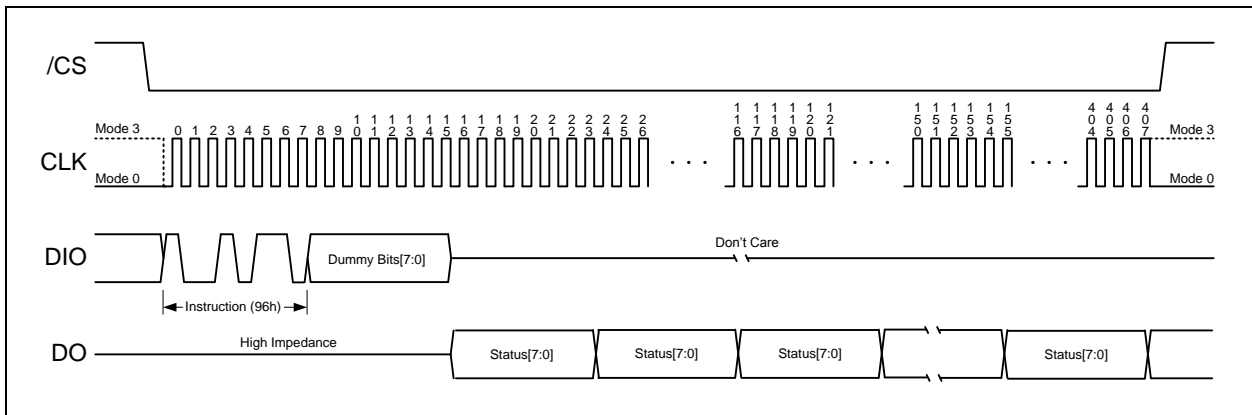 /CS
Mode 3
0 1 2 3 4 5 6 7 8 9 10 11 12 13 14 15 16 17 18 19 20 21 22 23 24 25 26 116 117 118 119 120 121 150 151 152 153 154 155 404 405 406 407
Mode 3
CLK
. . .
. . .
. . .
Mode 0
Mode 0
DIO
Dummy Bits[7:0]
Don't Care
Instruction (96h)
DO
High Impedance
Status[7:0]
Status[7:0]
Status[7:0]
Status[7:0]